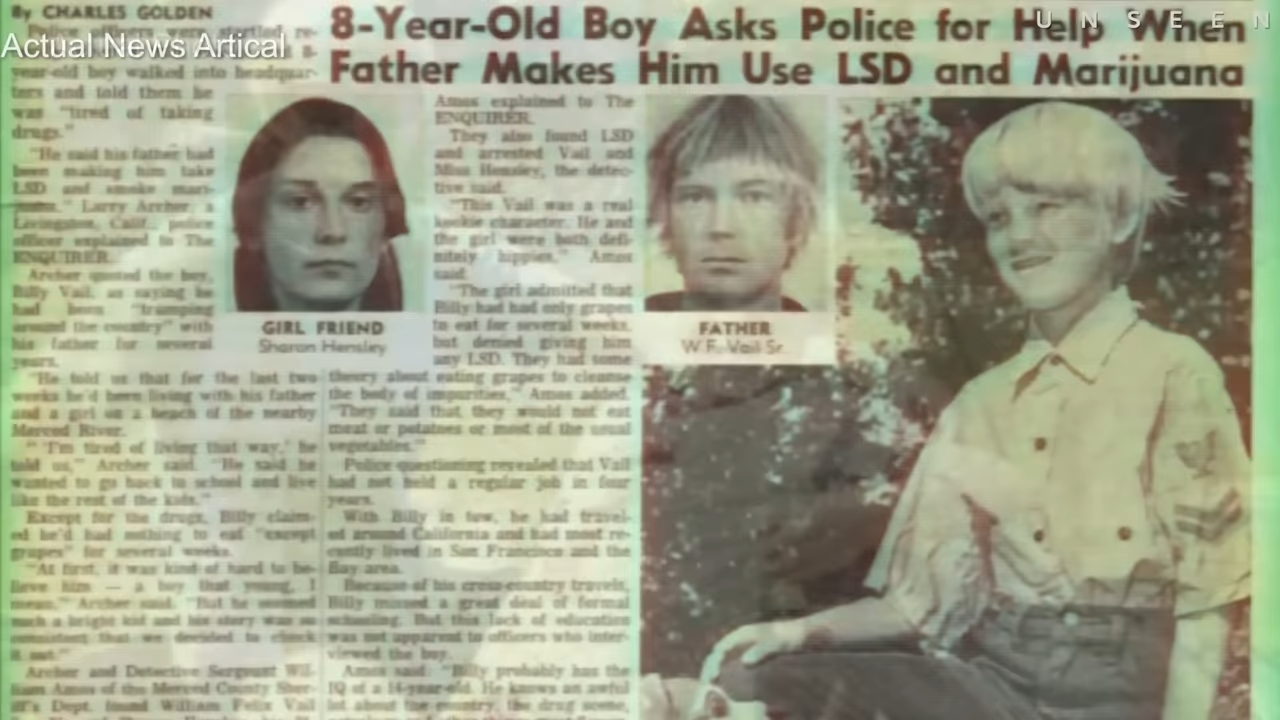 By CHARLES GOLDEN
8-Year-Old Boy Asks Police for Help When
Father Makes Him Use LSD and Marijuana
UNSEEN
Actual News Artical
year-old boy walked into headquar-
ters and told them he
was "tired of taking
drugs."
"He said his father had
been making him take
LSD and smoke mari-
Larry Archer, a
Livingston, Calif., police
officer explained to The
ENQUIRER.
Archer quoted the boy,
Billy Vail, as saying he
had been "tramping
around the country" with
his father for several
years.
"He told us that for the last two
weeks he'd been living with his father
and a girl on a beach of the nearby
Merced River.
"'I'm tired of living that way,' he
told us," Archer said. "He said he
wanted to go back to school and live
like the rest of the kids."
Except for the drugs, Billy claim-
ed he'd had nothing to eat "except
grapes" for several weeks.
"At first, it was kind of hard to be-
lieve him — a boy that young, I
mean," Archer said. "But he seemed
such a bright kid and his story was so
consistent that we decided to check
it out."
Archer and Detective Sergeant Wil-
liam Amos of the Merced County Sher-
iff's Dept. found William Felix Vail
GIRL FRIEND
Sharon Hensley
Amos explained to The
ENQUIRER.
They also found LSD
and arrested Vail and
Miss Hensley, the detec-
tive said.
"This Vail was a real
kookie character. He and
the girl were both defi-
nitely hippies," Amos
said.
"The girl admitted that
Billy had had only grapes
to eat for several weeks,
but denied giving him
any LSD. They had some
theory about eating grapes to cleanse
the body of impurities," Amos added.
"They said that they would not eat
meat or potatoes or most of the usual
vegetables."
Police questioning revealed that Vail
had not held a regular job in four
years.
With Billy in tow, he had travel-
ed around California and had most re-
cently lived in San Francisco and the
Bay area.
Because of his cross-country travels,
Billy missed a great deal of formal
schooling. But this lack of education
was not apparent to officers who inter-
viewed the boy.
Amos said: "Billy probably has the
IQ of a 14-year-old. He knows an awful
lot about the country, the drug scene,
FATHER
W.F. Vail Sr.